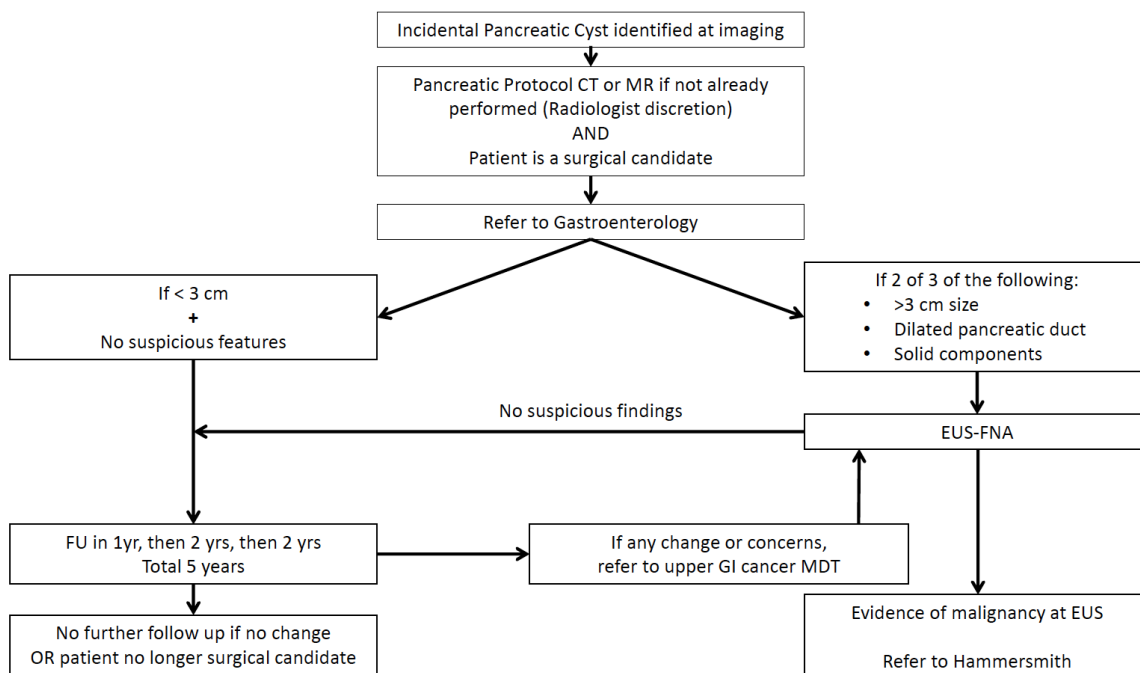 Incidental Pancreatic Cyst identified at imaging
Pancreatic Protocol CT or MR if not already
performed (Radiologist discretion)
AND
Patient is a surgical candidate
Refer to Gastroenterology
If < 3 cm
+
No suspicious features
If 2 of 3 of the following:
• >3 cm size
• Dilated pancreatic duct
• Solid components
No suspicious findings
EUS-FNA
FU in 1yr, then 2 yrs, then 2 yrs
Total 5 years
If any change or concerns,
refer to upper GI cancer MDT
No further follow up if no change
OR patient no longer surgical candidate
Evidence of malignancy at EUS
Refer to Hammersmith